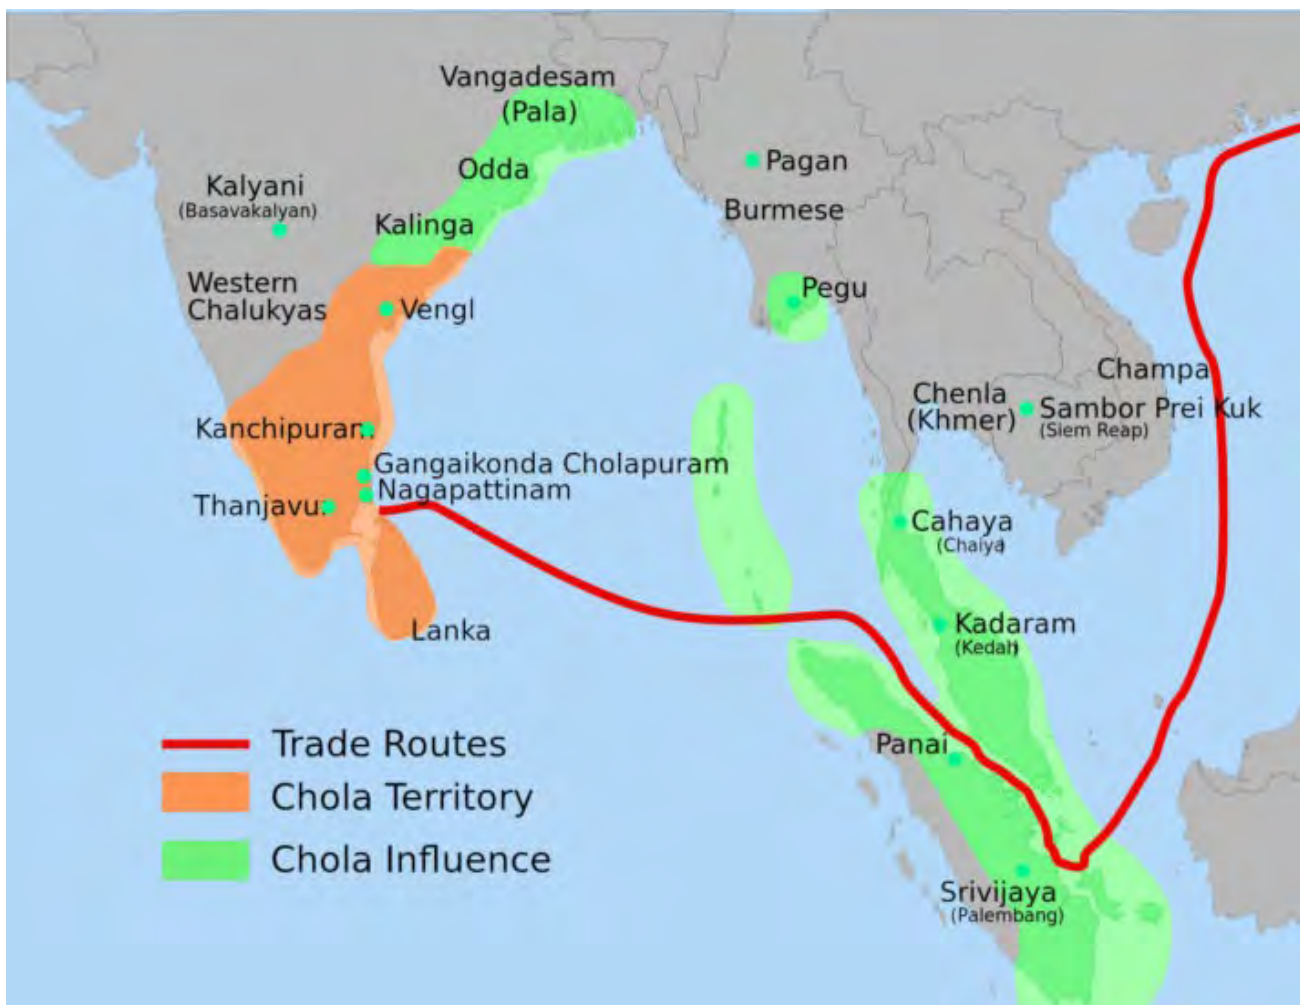 Vangadesam
(Pala)
Odda
Kalyani
(Basavakalyan)
Kalinga
Pagan
Burmese
Western
Chalukyas
Vengl
Pegu
Champa
Chenla
(Khmer)
Sambor Prei Kuk
(Siem Reap)
Kanchipuram
Gangaikonda Cholapuram
Nagapattinam
Thanjavur
Cahaya
(Chaiya)
Lanka
Kadaram
(Kedah)
Panai
Srivijaya
(Palembang)
Trade Routes
Chola Territory
Chola Influence